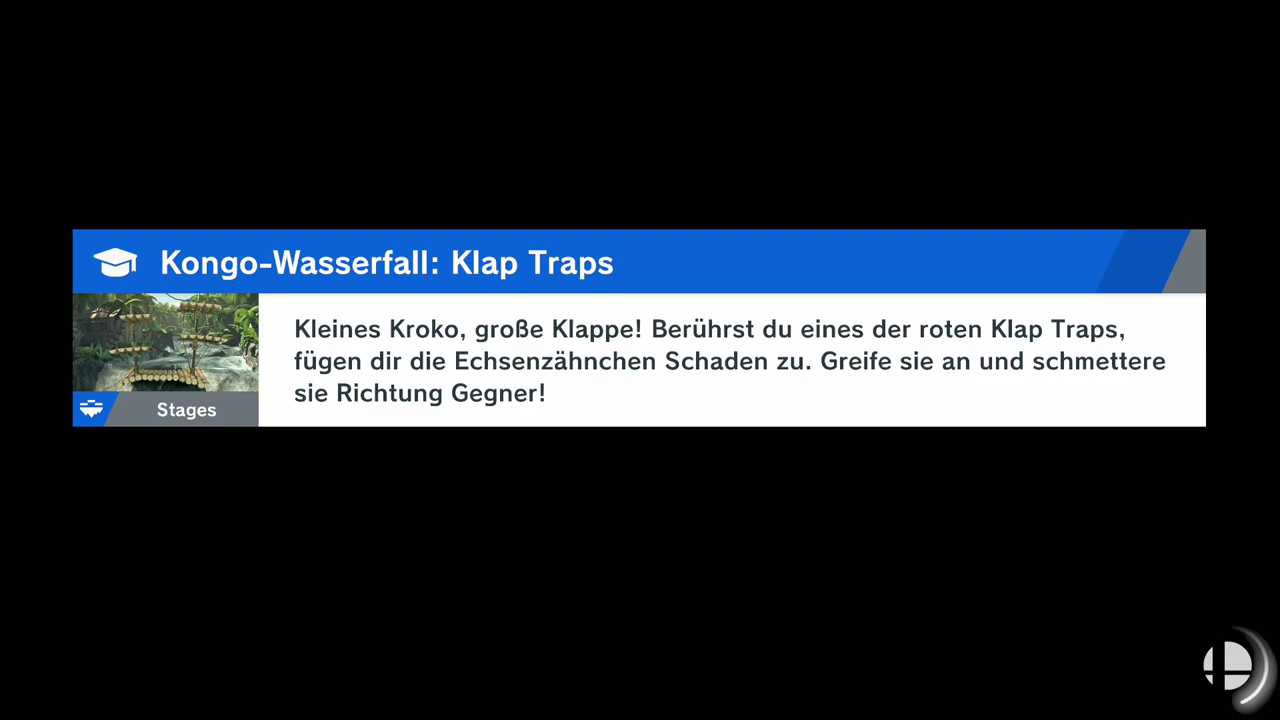 Kongo-Wasserfall: Klap Traps
Kleines Kroko, große Klappe! Berührst du eines der roten Klap Traps,
fügen dir die Echsenzähnchen Schaden zu. Greife sie an und schmettere
sie Richtung Gegner!
Stages